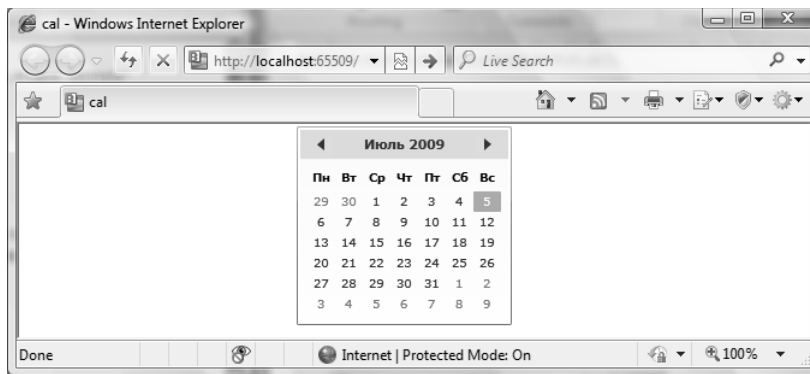 cal - Windows Internet Explorer
http://localhost:65509/ Live Search
cal
Июль 2009
Пн Вт Ср Чт Пт Сб Вс
29 30 1 2 3 4 5
6 7 8 9 10 11 12
13 14 15 16 17 18 19
20 21 22 23 24 25 26
27 28 29 30 31 1 2
3 4 5 6 7 8 9
Done Internet | Protected Mode: On 100%